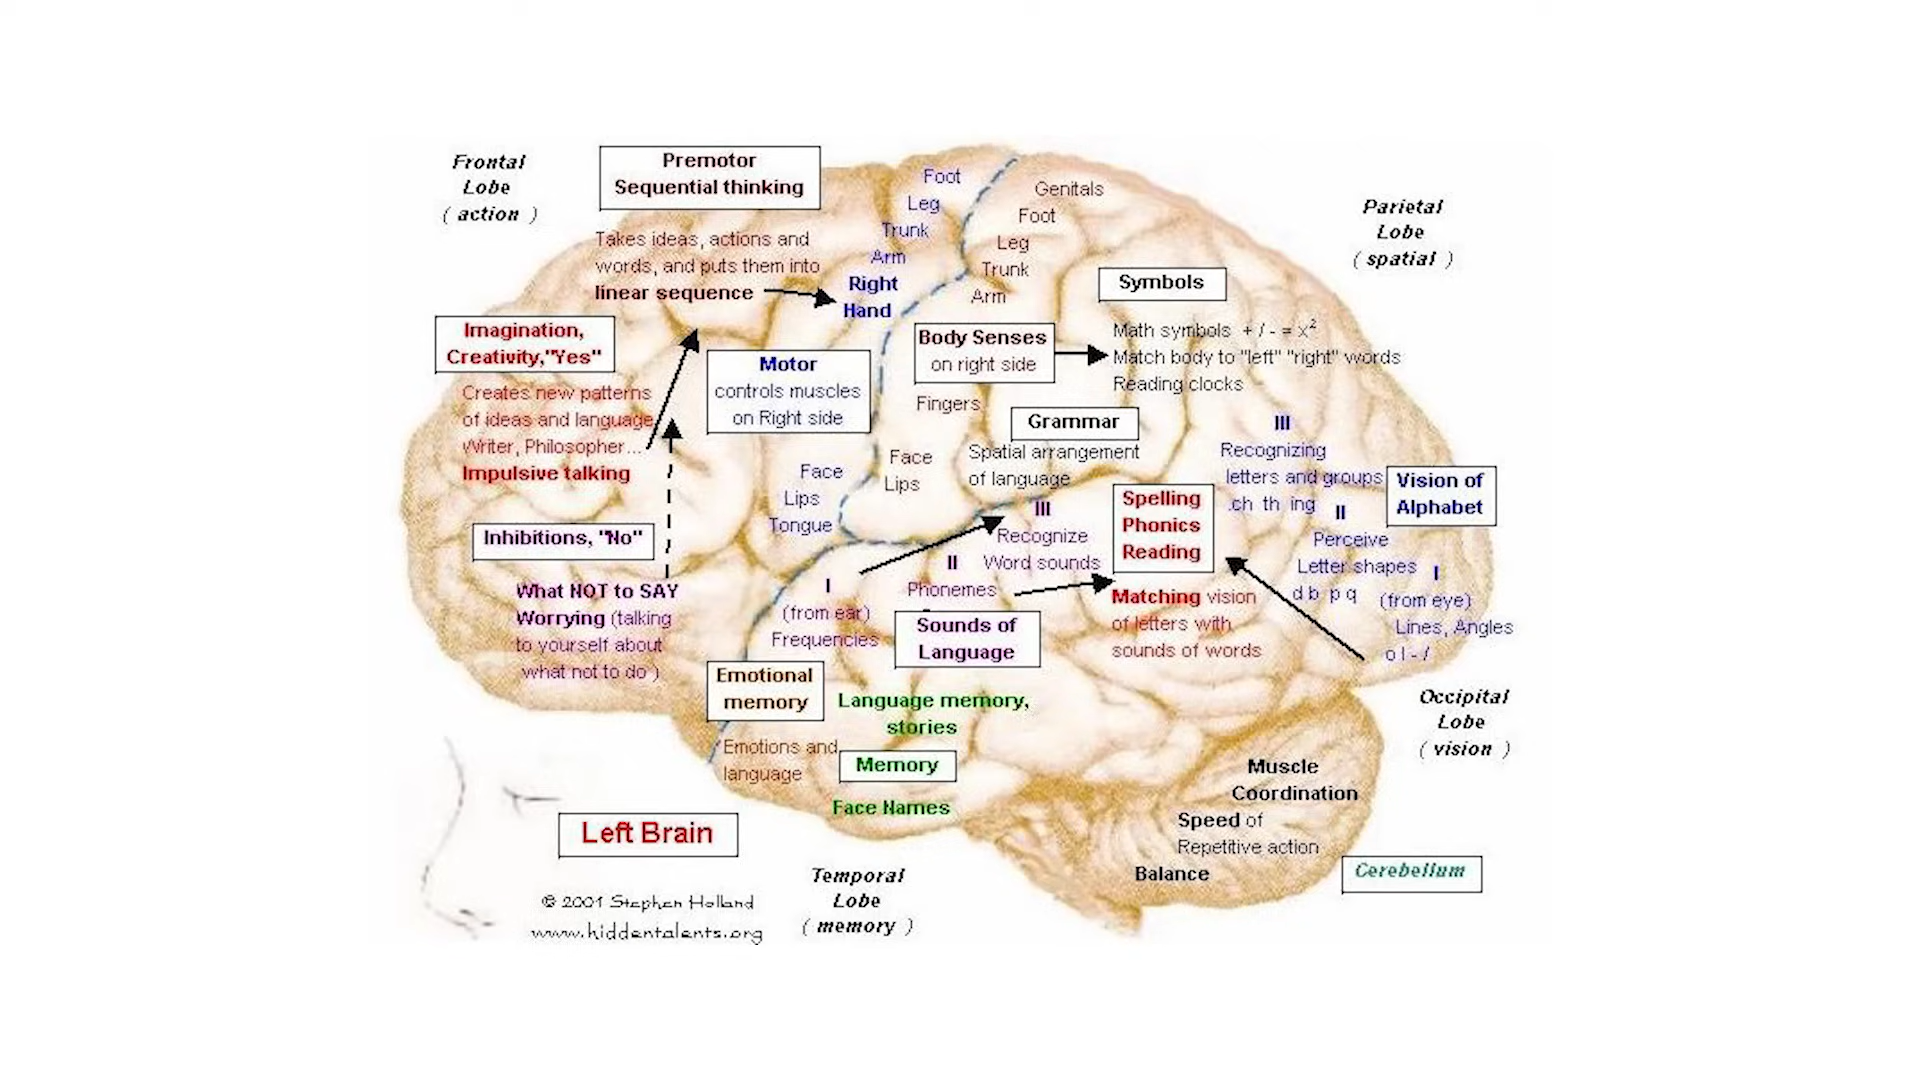 Frontal
Lobe
( action )
Premotor
Sequential thinking
Takes ideas, actions and
words, and puts them into
linear sequence
Imagination,
Creativity,"Yes"
Creates new patterns
of ideas and language
Writer, Philosopher...
Impulsive talking
Inhibitions, "No"
What NOT to SAY
Worrying (talking
to yourself about
what not to do )
Foot
Leg
Trunk
Arm
Right
Hand
Motor
controls muscles
on Right side
Face
Lips
Tongue
Genitals
Foot
Leg
Trunk
Arm
Body Senses
on right side
Fingers
Face
Lips
Parietal
Lobe
( spatial )
Symbols
Math symbols + / - = x²
Match body to "left" "right" words
Reading clocks
Grammar
Spatial arrangement
of language
III
Recognizing
letters and groups
.ch th ing
Vision of
Alphabet
II
Perceive
Letter shapes
d b p q
I
(from eye)
Lines, Angles
o l - /
Spelling
Phonics
Reading
Matching vision
of letters with
sounds of words
III
Recognize
Word sounds
II
Phonemes
I
(from ear)
Frequencies
Sounds of
Language
Emotional
memory
Emotions and
language
Language memory,
stories
Memory
Face Names
Occipital
Lobe
( vision )
Muscle
Coordination
Speed of
Repetitive action
Balance
Cerebellum
Left Brain
© 2001 Stephen Holland
www.hiddentalents.org
Temporal
Lobe
( memory )